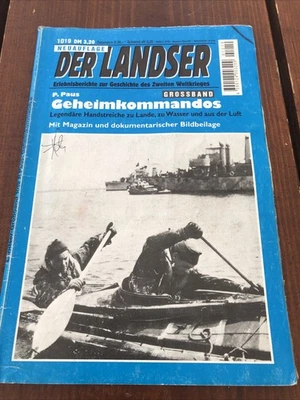 1019 DM 3,20
NEUAUFLAGE
DER LANDSER
Erlebnisberichte zur Geschichte des Zweiten Weltkrieges
GROSSBAND
P. Paus
Geheimkommandos
Legendäre Handstreiche zu Lande, zu Wasser und aus der Luft
Mit Magazin und dokumentarischer Bildbeilage